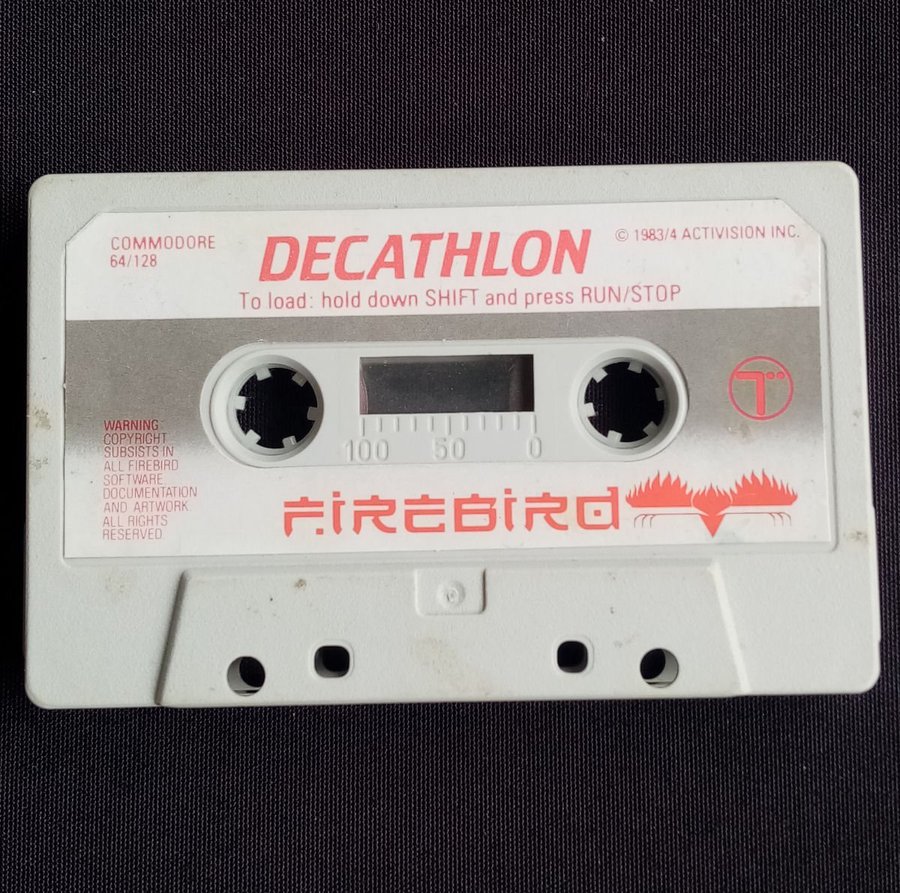 COMMODORE
64/128
DECATHLON
© 1983/4 ACTIVISION INC.
To load: hold down SHIFT and press RUN/STOP
100 50 0
WARNING:
COPYRIGHT
SUBSISTS IN
ALL FIREBIRD
SOFTWARE
DOCUMENTATION
AND ARTWORK.
ALL RIGHTS
RESERVED.
FIREBIRD